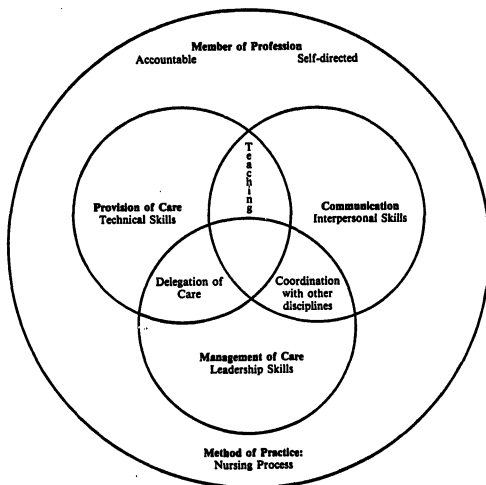 Member of Profession
Accountable Self-directed
Teaching
Provision of Care
Technical Skills
Communication
Interpersonal Skills
Delegation of
Care
Coordination
with other
disciplines
Management of Care
Leadership Skills
Method of Practice:
Nursing Process